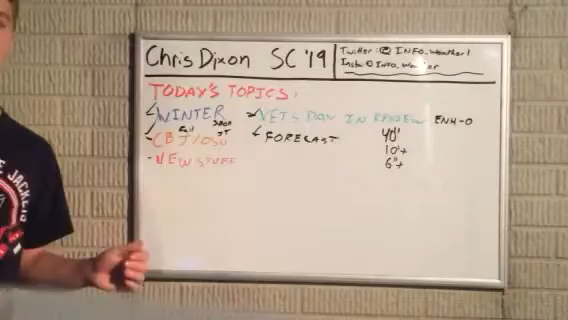 Chris Dixon SC '19
Twitter: @ INFO_weather1
Insta @ INFO_weather
TODAY'S TOPICS:
WINTER
VETS DAY IN REVIEW ENH-0
CBJ/OSU
FORECAST
40'
10'+
6"+
- NEW STUFF
JACKETS